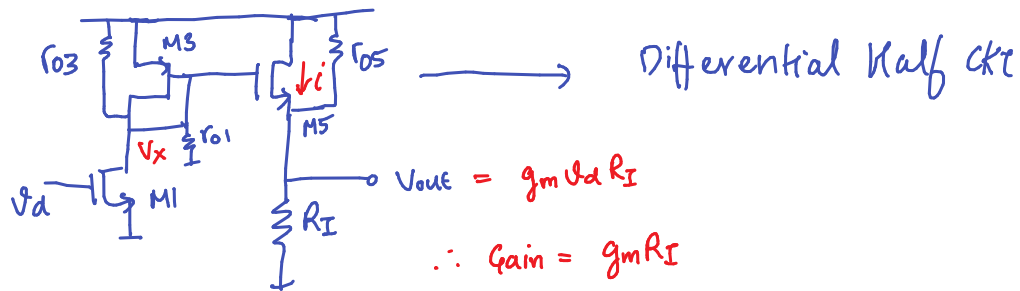 r03 M3 r05 Differential Half CKT
i
M5
r01
Vx
Vd M1 Vout = gm Vd RI
RI
∴ Gain = gm RI